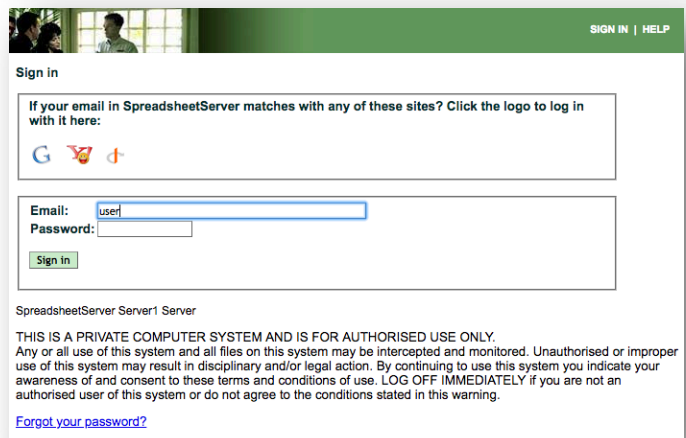 SIGN IN | HELP
Sign in
If your email in SpreadsheetServer matches with any of these sites? Click the logo to log in
with it here:
G Y!
Email: user
Password:
Sign in
SpreadsheetServer Server1 Server
THIS IS A PRIVATE COMPUTER SYSTEM AND IS FOR AUTHORISED USE ONLY.
Any or all use of this system and all files on this system may be intercepted and monitored. Unauthorised or improper
use of this system may result in disciplinary and/or legal action. By continuing to use this system you indicate your
awareness of and consent to these terms and conditions of use. LOG OFF IMMEDIATELY if you are not an
authorised user of this system or do not agree to the conditions stated in this warning.
Forgot your password?